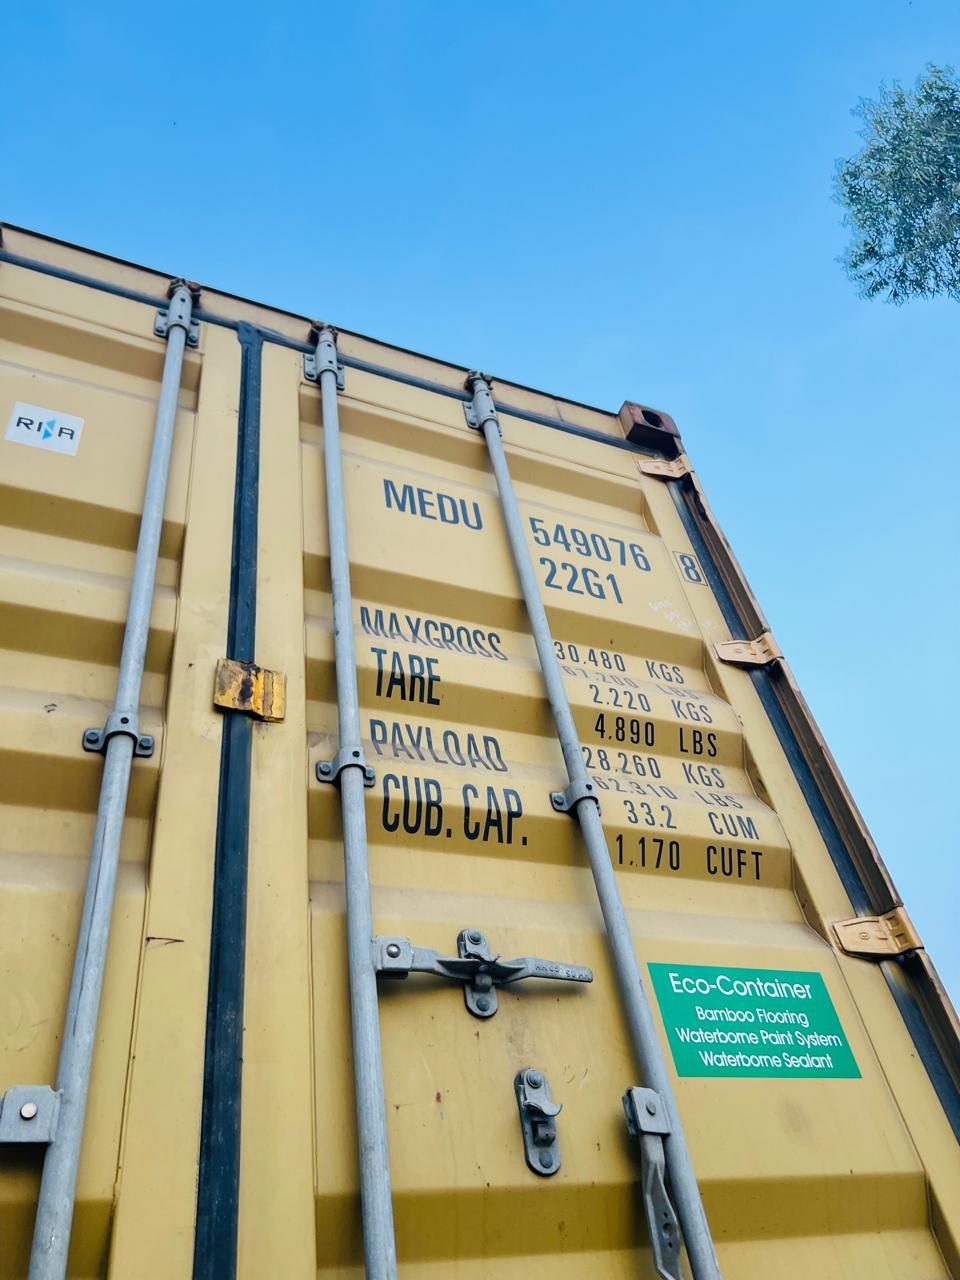 RINA
MEDU 549076 8
22G1
MAXGROSS 30.480 KGS
67.200 LBS
TARE 2.220 KGS
4.890 LBS
PAYLOAD 28.260 KGS
62.310 LBS
CUB. CAP. 33.2 CUM
1.170 CUFT
Eco-Container
Bamboo Flooring
Waterborne Paint System
Waterborne Sealant